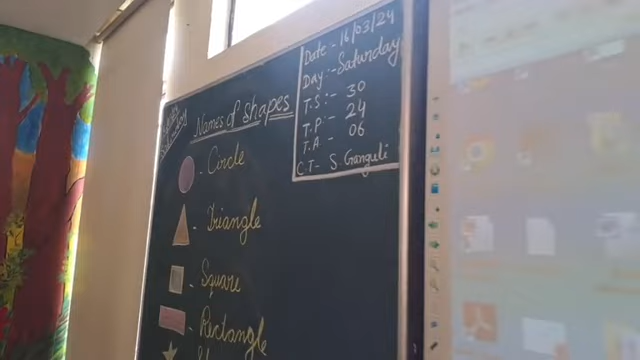 Names of shapes
Circle
Triangle
Square
Rectangle
Date:- 16/03/24
Day:- Saturday
T.S:- 30
T.P:- 24
T.A- 06
C.T- S. Ganguli